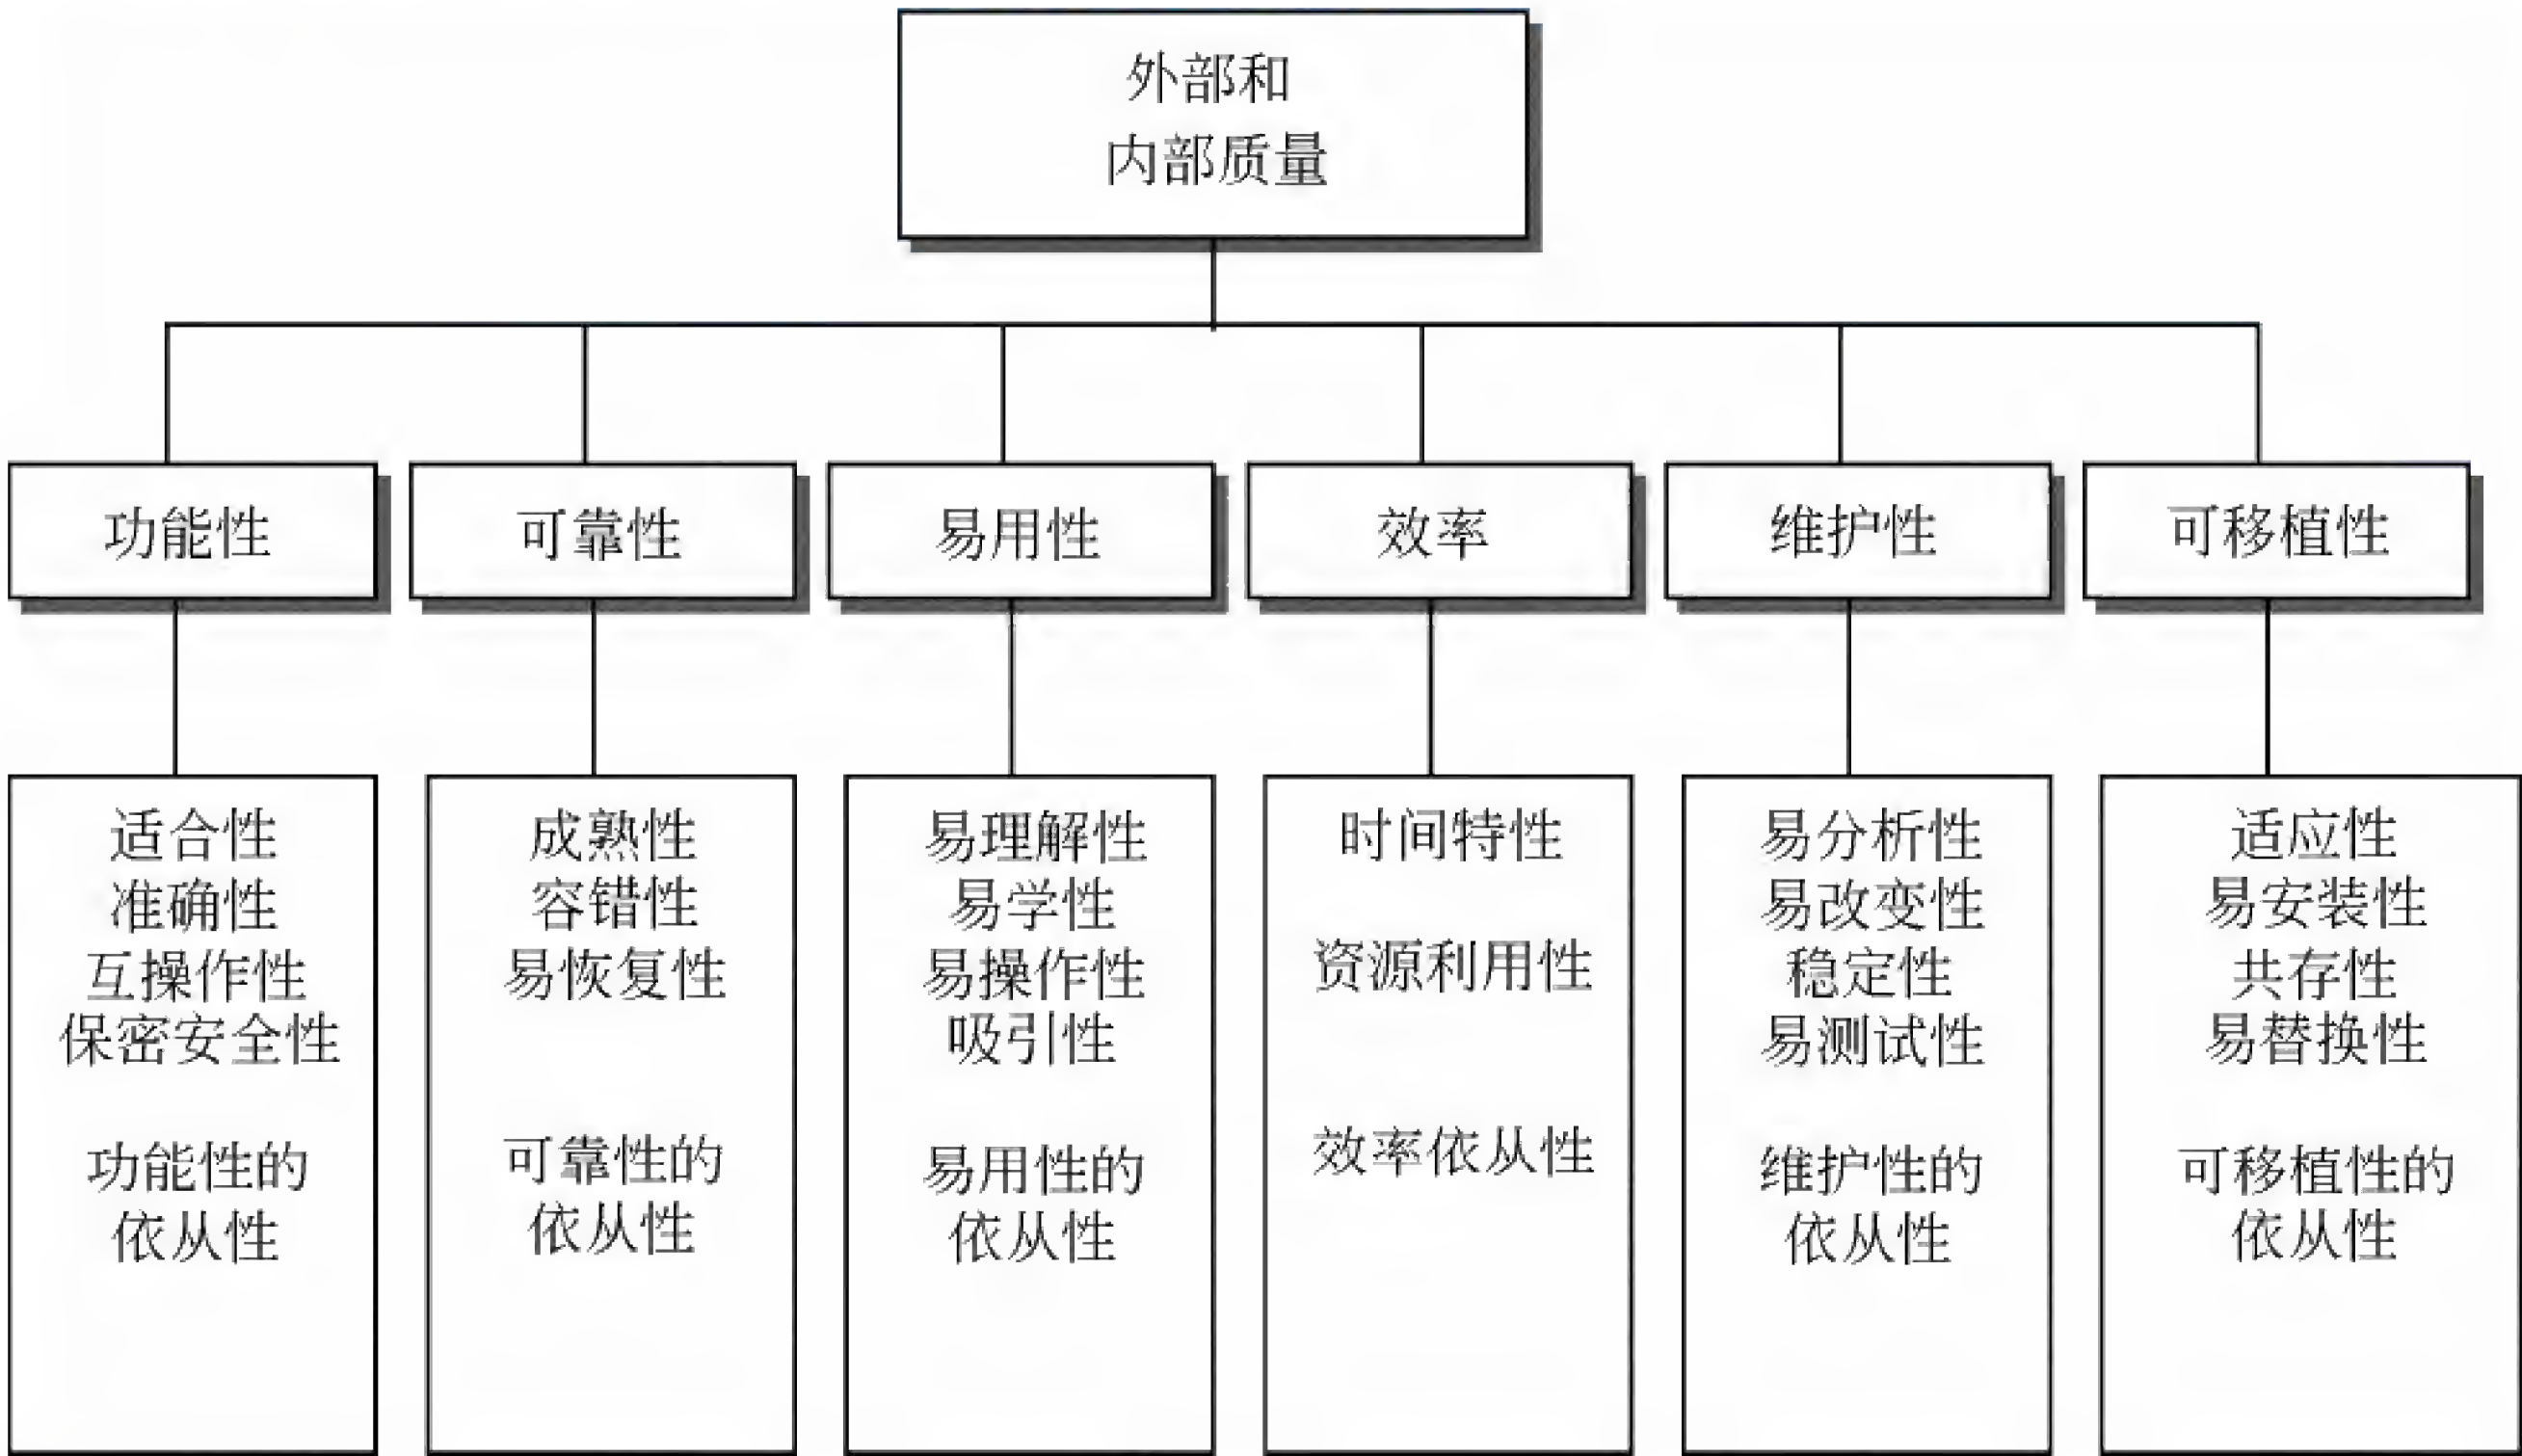 外部和
内部质量
功能性
可靠性
易用性
效率
维护性
可移植性
适合性
准确性
互操作性
保密安全性
功能性的
依从性
成熟性
容错性
易恢复性
可靠性的
依从性
易理解性
易学性
易操作性
吸引性
易用性的
依从性
时间特性
资源利用性
效率依从性
易分析性
易改变性
稳定性
易测试性
维护性的
依从性
适应性
易安装性
共存性
易替换性
可移植性的
依从性